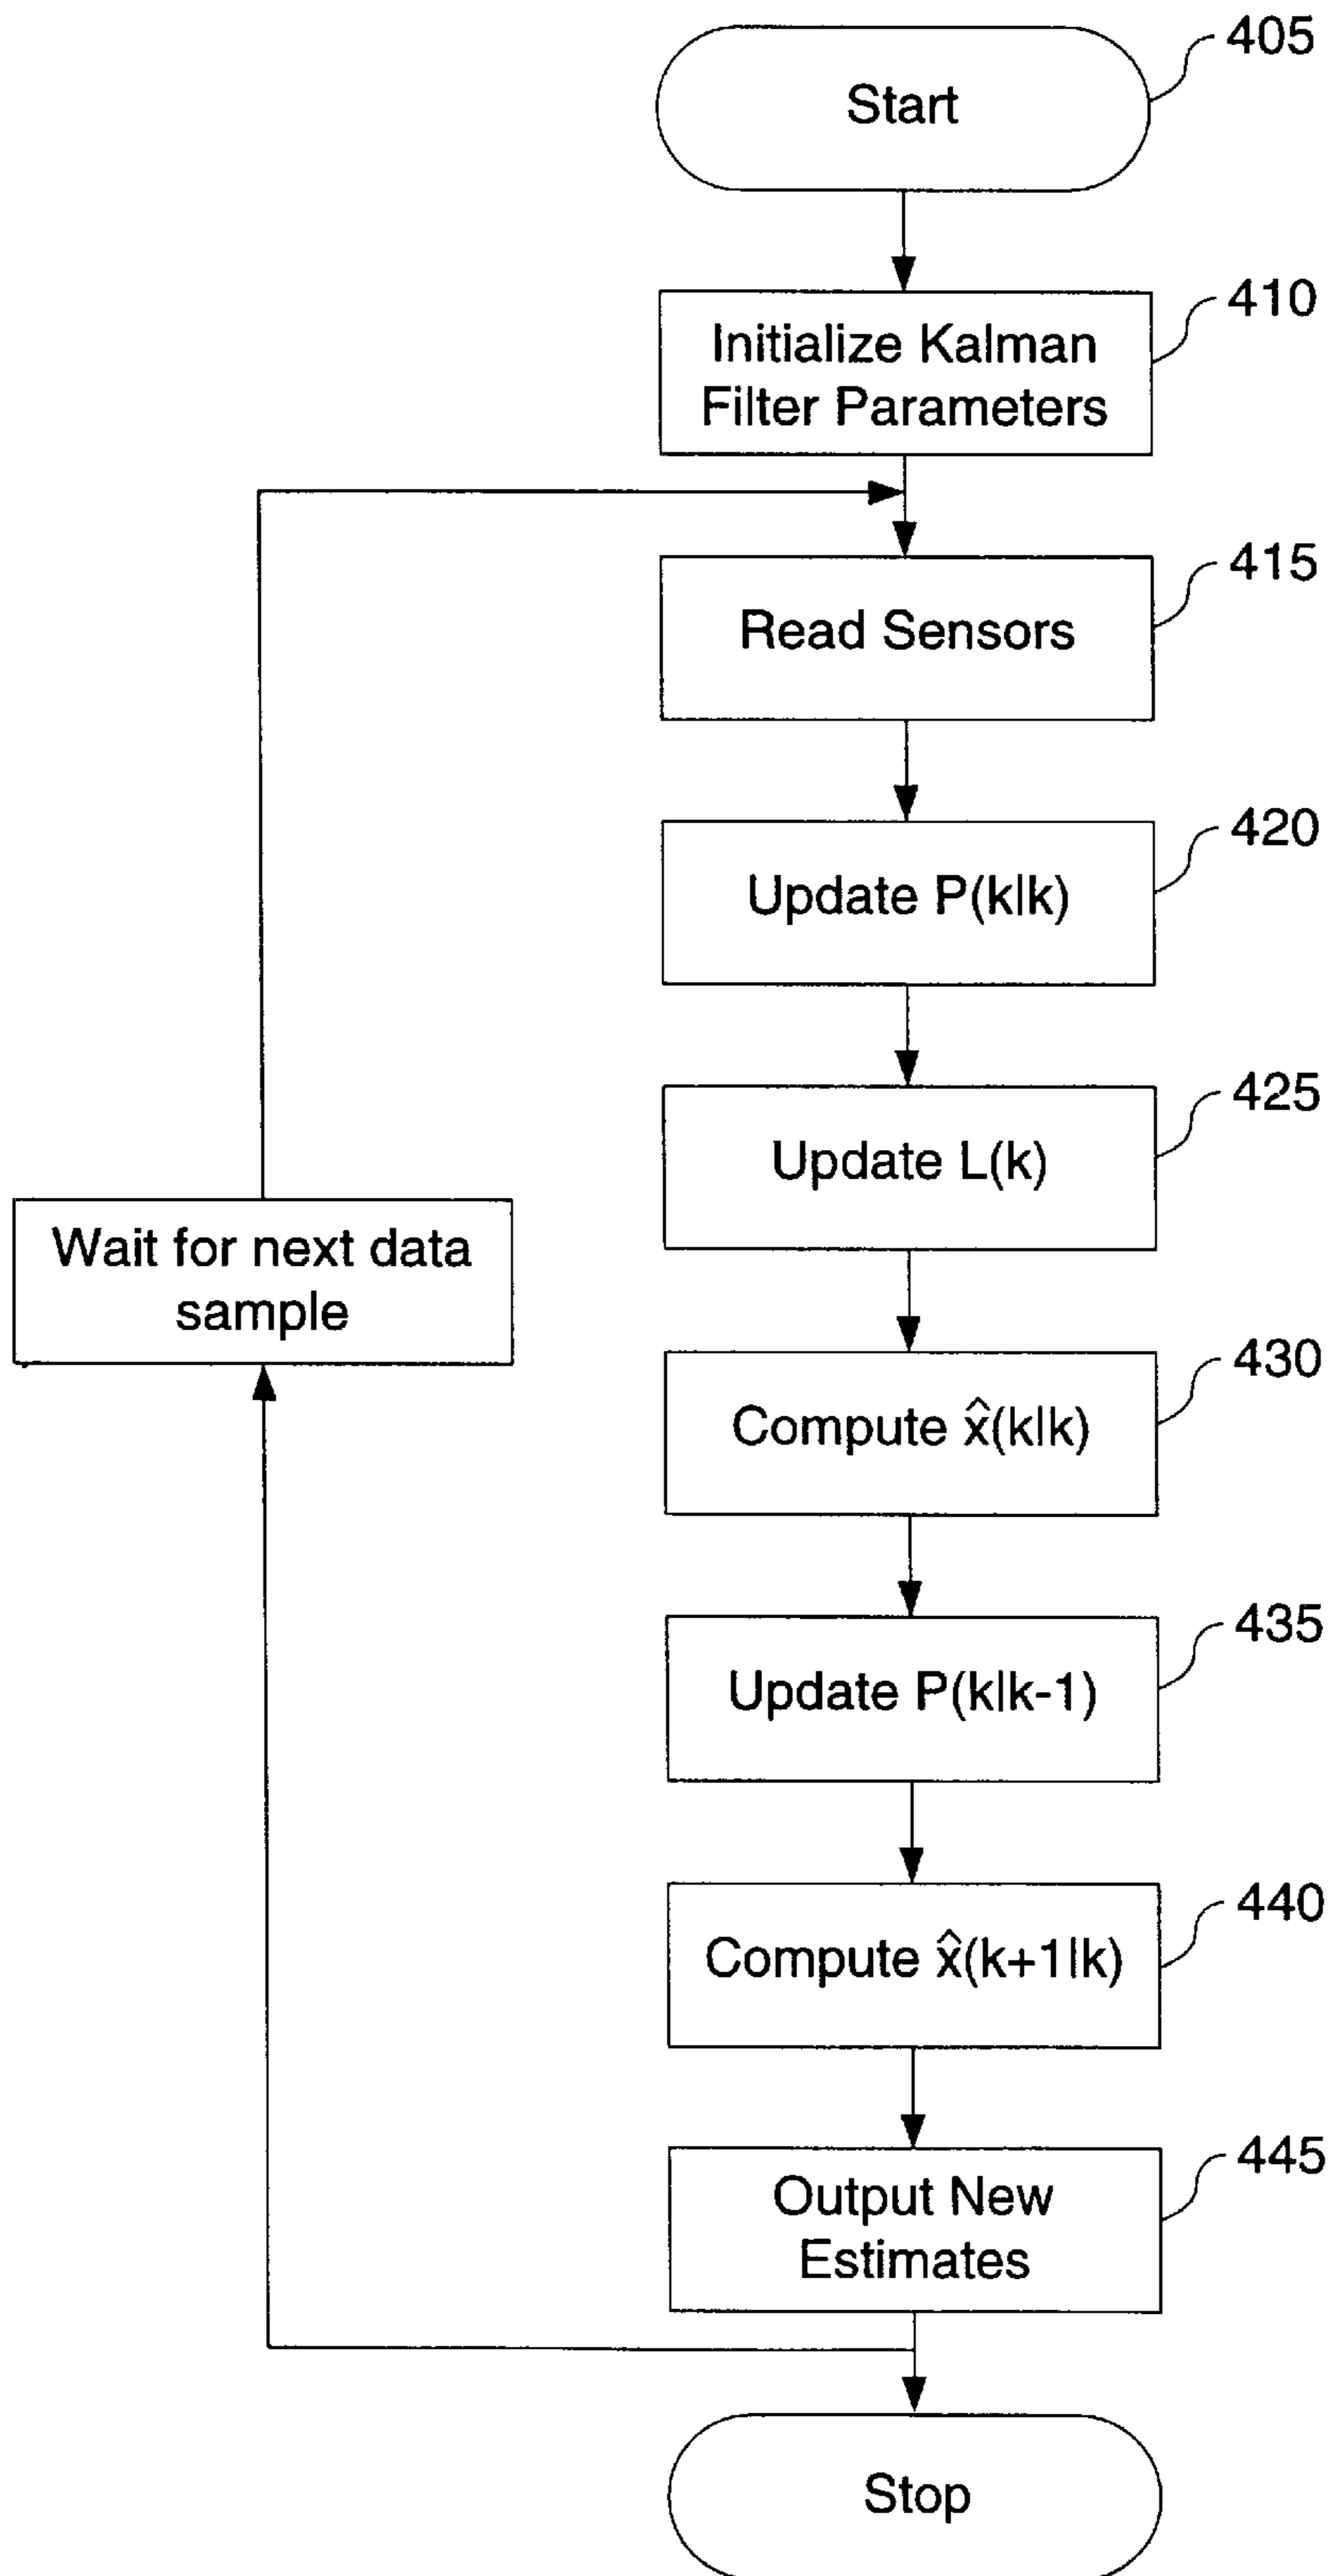 405
Start
410
Initialize Kalman
Filter Parameters
415
Read Sensors
420
Update P(k|k)
425
Update L(k)
Wait for next data
sample
430
Compute x̂(k|k)
435
Update P(k|k-1)
440
Compute x̂(k+1|k)
445
Output New
Estimates
Stop